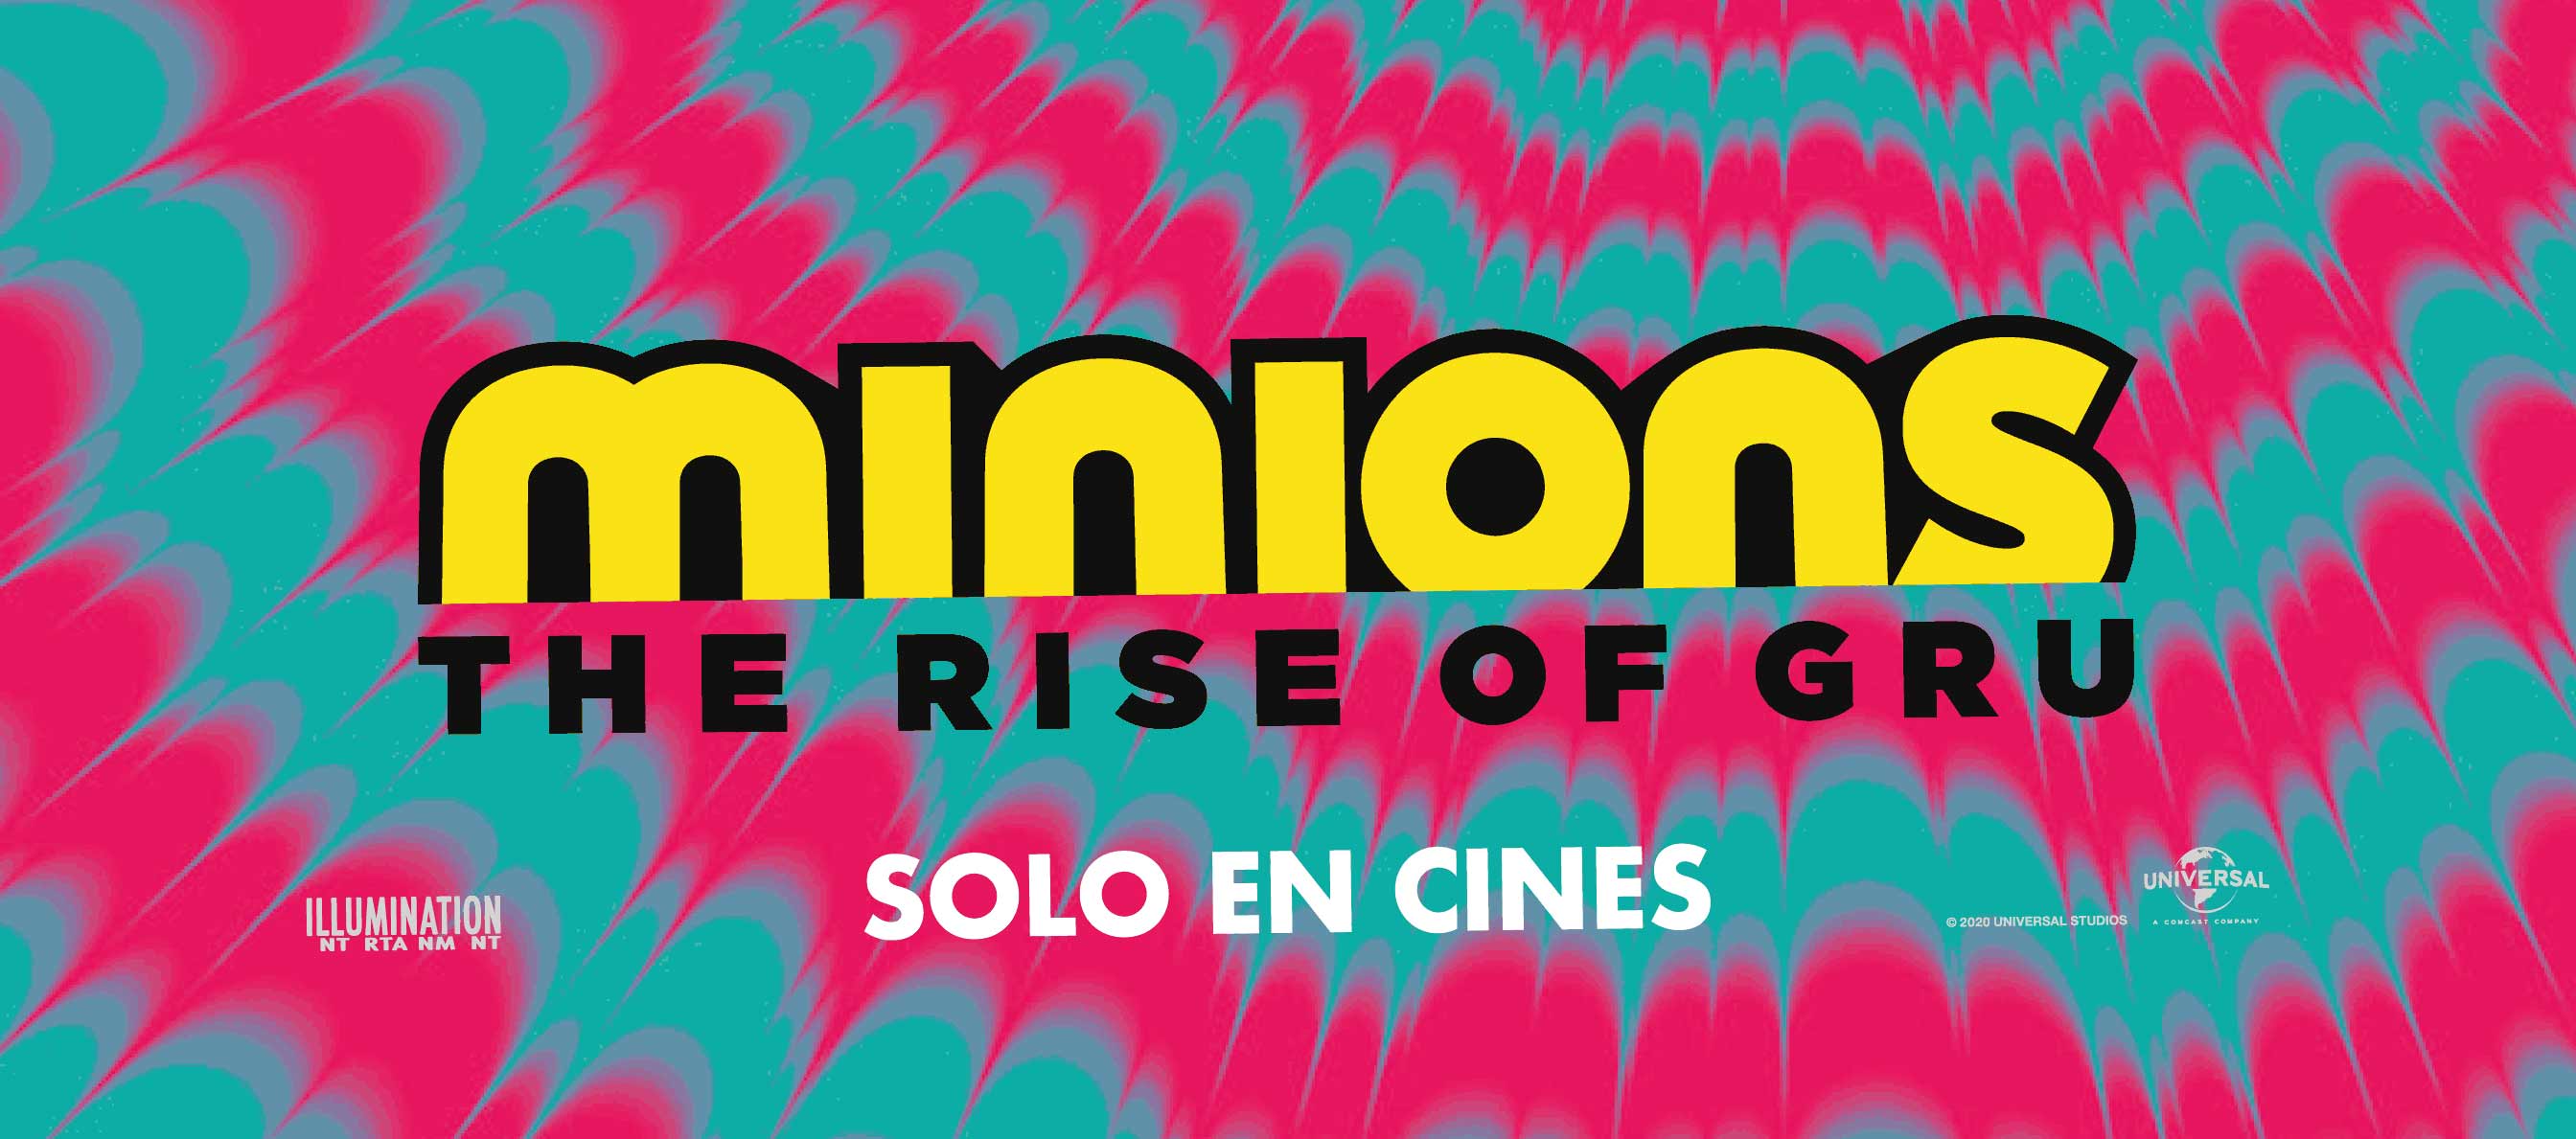 minions
THE RISE OF GRU
SOLO EN CINES
ILLUMINATION
NT RTA NM NT
© 2020 UNIVERSAL STUDIOS
UNIVERSAL
A COMCAST COMPANY